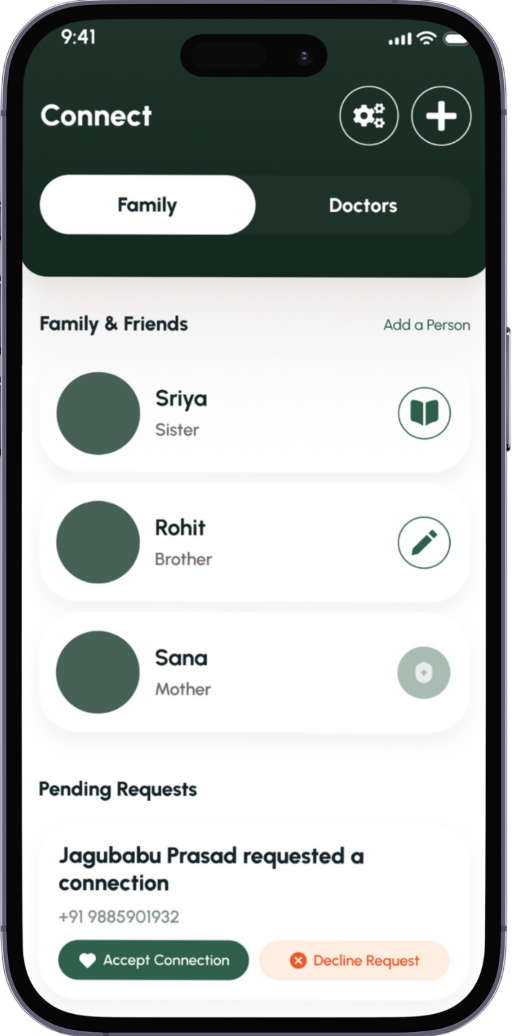 9:41
Connect
Family
Doctors
Family & Friends
Add a Person
Sriya
Sister
Rohit
Brother
Sana
Mother
Pending Requests
Jagubabu Prasad requested a
connection
+91 9885901932
Accept Connection
Decline Request